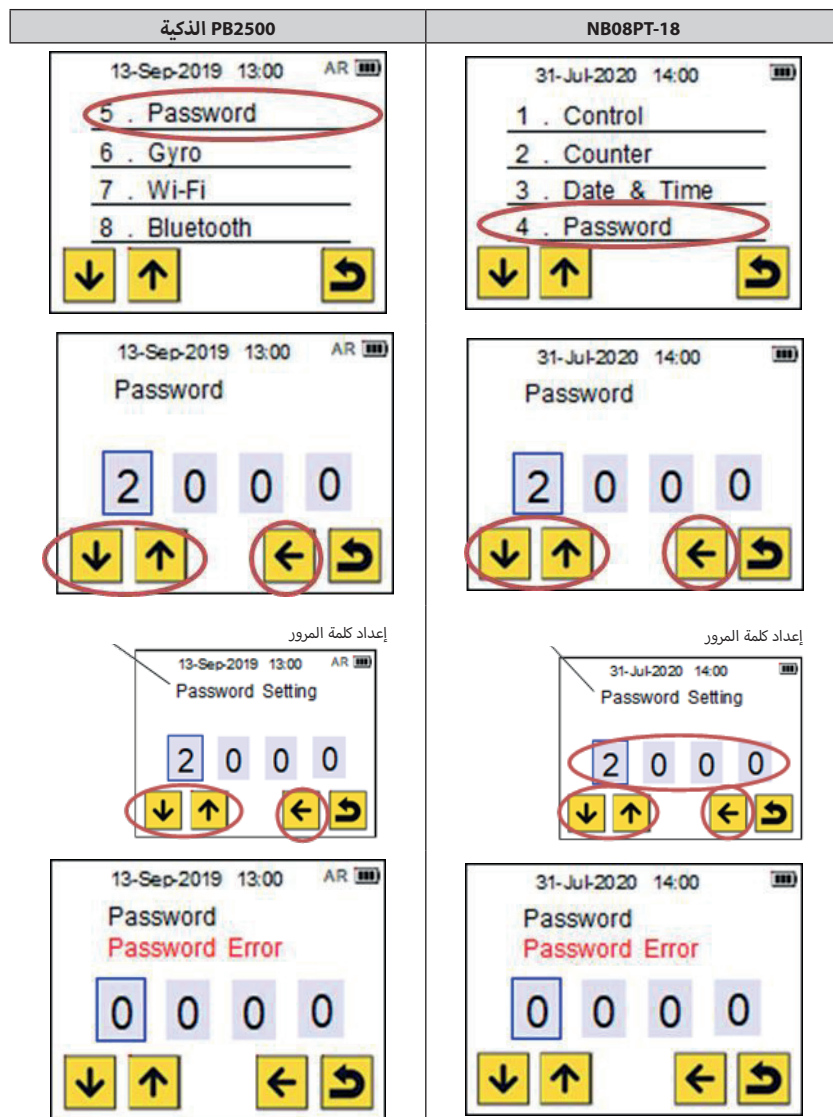 PB2500 الذكية
NB08PT-18
13-Sep-2019 13:00 AR
5 . Password
6 . Gyro
7 . Wi-Fi
8 . Bluetooth
31-Jul-2020 14:00
1 . Control
2 . Counter
3 . Date & Time
4 . Password
13-Sep-2019 13:00 AR
Password
2 0 0 0
31-Jul-2020 14:00
Password
2 0 0 0
إعداد كلمة المرور
13-Sep-2019 13:00 AR
Password Setting
2 0 0 0
إعداد كلمة المرور
31-Jul-2020 14:00
Password Setting
2 0 0 0
13-Sep-2019 13:00 AR
Password
Password Error
0 0 0 0
31-Jul-2020 14:00
Password
Password Error
0 0 0 0